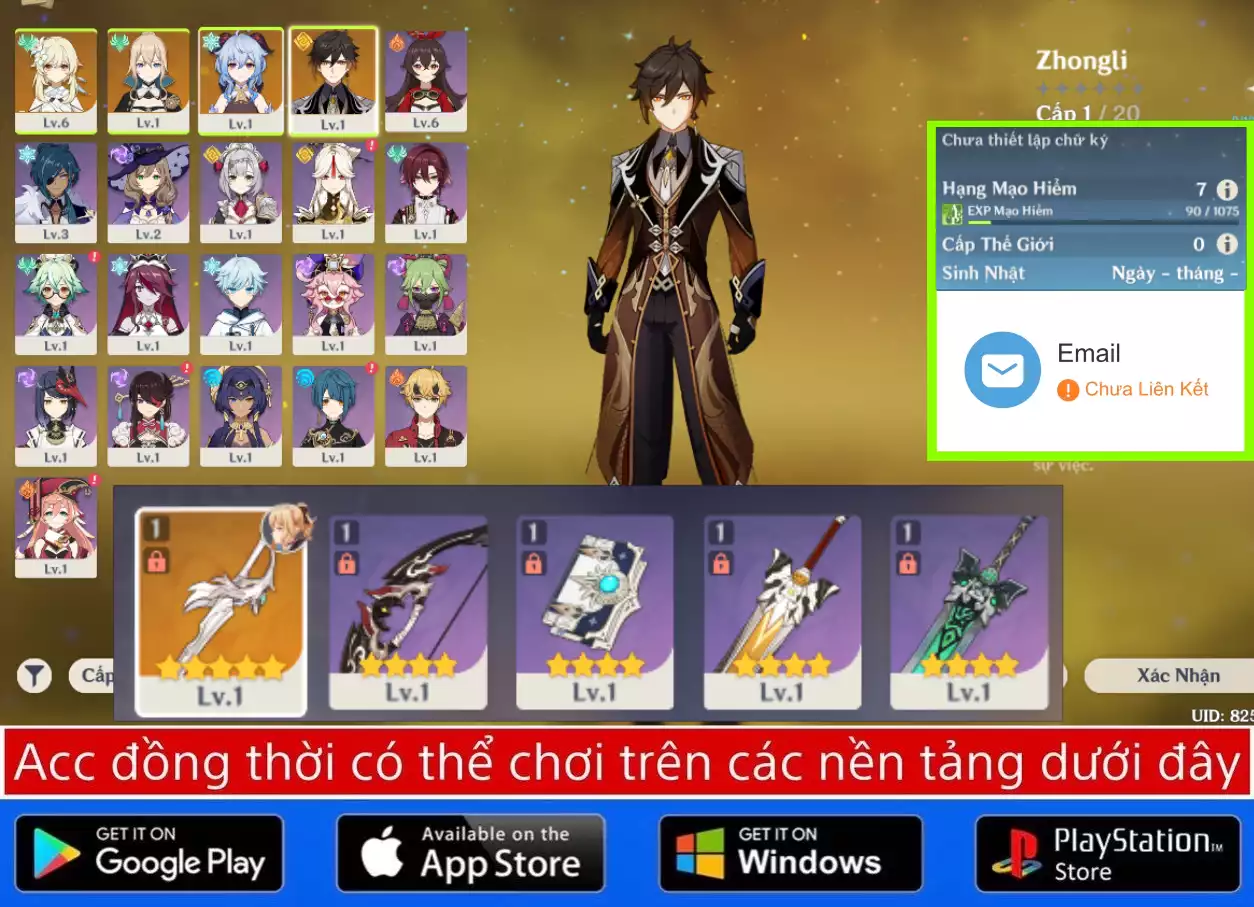 Zhongli
Cấp 1 / 20
Chưa thiết lập chữ ký
Hạng Mạo Hiểm 7
EXP Mạo Hiểm 90 / 1075
Cấp Thế Giới 0
Sinh Nhật Ngày - tháng -
Email
Chưa Liên Kết
sự việc.
Lv.6 Lv.1 Lv.1 Lv.1 Lv.6
Lv.3 Lv.2 Lv.1 Lv.1 Lv.1
Lv.1 Lv.1 Lv.1 Lv.1 Lv.1
Lv.1 Lv.1 Lv.1 Lv.1 Lv.1
Lv.1
1 1 1 1 1
Lv.1 Lv.1 Lv.1 Lv.1 Lv.1
Cấp
Xác Nhận
UID: 825
Acc đồng thời có thể chơi trên các nền tảng dưới đây
GET IT ON
Google Play
Available on the
App Store
GET IT ON
Windows
PlayStation™
Store